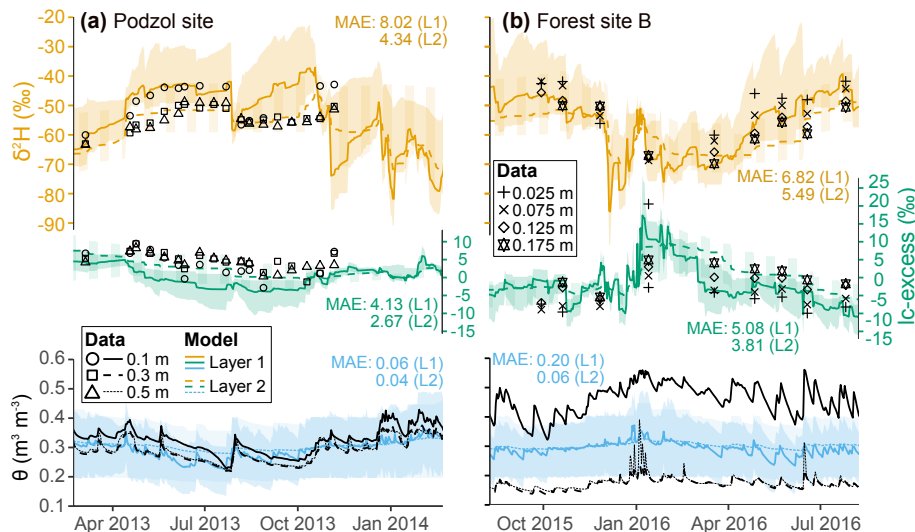 (a) Podzol site
MAE: 8.02 (L1)
4.34 (L2)
δ²H (‰)
-20
-30
-40
-50
-60
-70
-80
-90
10
5
0
-5
-10
-15
MAE: 4.13 (L1)
2.67 (L2)
Data
0.1 m
0.3 m
0.5 m
Model
Layer 1
Layer 2
MAE: 0.06 (L1)
0.04 (L2)
θ (m³ m⁻³)
0.6
0.5
0.4
0.3
0.2
0.1
Apr 2013
Jul 2013
Oct 2013
Jan 2014
(b) Forest site B
MAE: 6.82 (L1)
5.49 (L2)
Data
0.025 m
0.075 m
0.125 m
0.175 m
25
20
15
10
5
0
-5
-10
-15
lc-excess (‰)
MAE: 5.08 (L1)
3.81 (L2)
MAE: 0.20 (L1)
0.06 (L2)
Oct 2015
Jan 2016
Apr 2016
Jul 2016